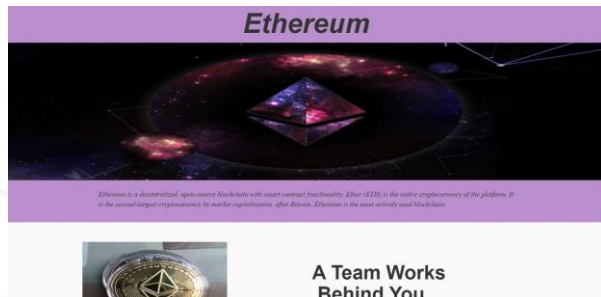 Ethereum
Ethereum is a decentralized, open-source blockchain with smart contract functionality. Ether (ETH) is the native cryptocurrency of the platform. It
is the second-largest cryptocurrency by market capitalization, after Bitcoin. Ethereum is the most actively used blockchain.
A Team Works
Behind You